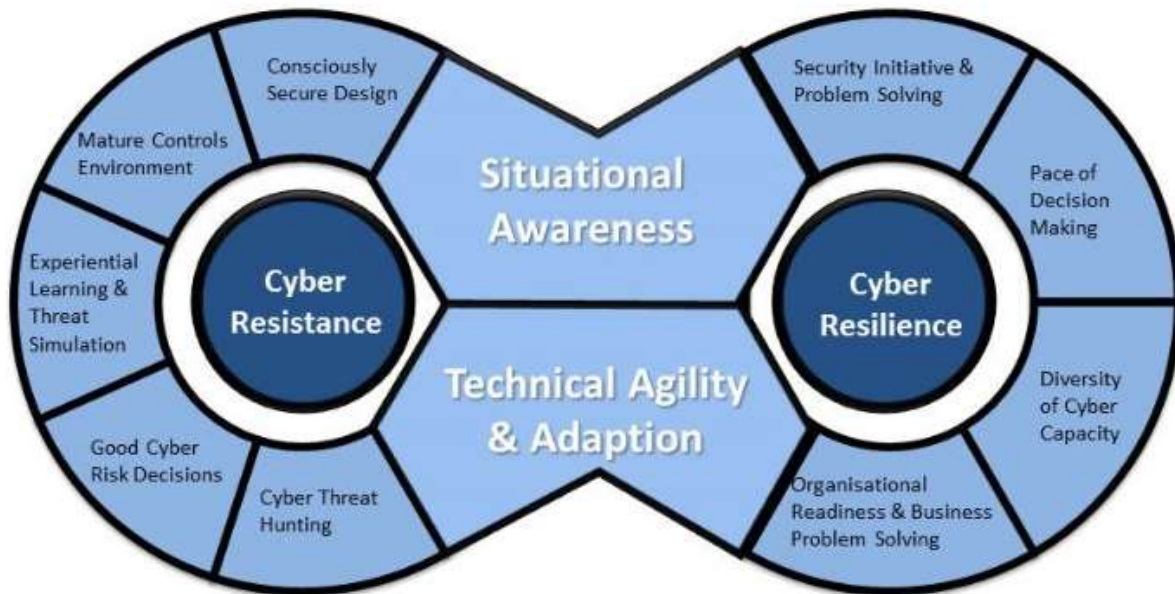 Consciously
Secure Design
Mature Controls
Environment
Experiential
Learning &
Threat
Simulation
Good Cyber
Risk Decisions
Cyber Threat
Hunting
Cyber
Resistance
Situational
Awareness
Technical Agility
& Adaption
Cyber
Resilience
Security Initiative &
Problem Solving
Pace of
Decision
Making
Diversity
of Cyber
Capacity
Organisational
Readiness & Business
Problem Solving